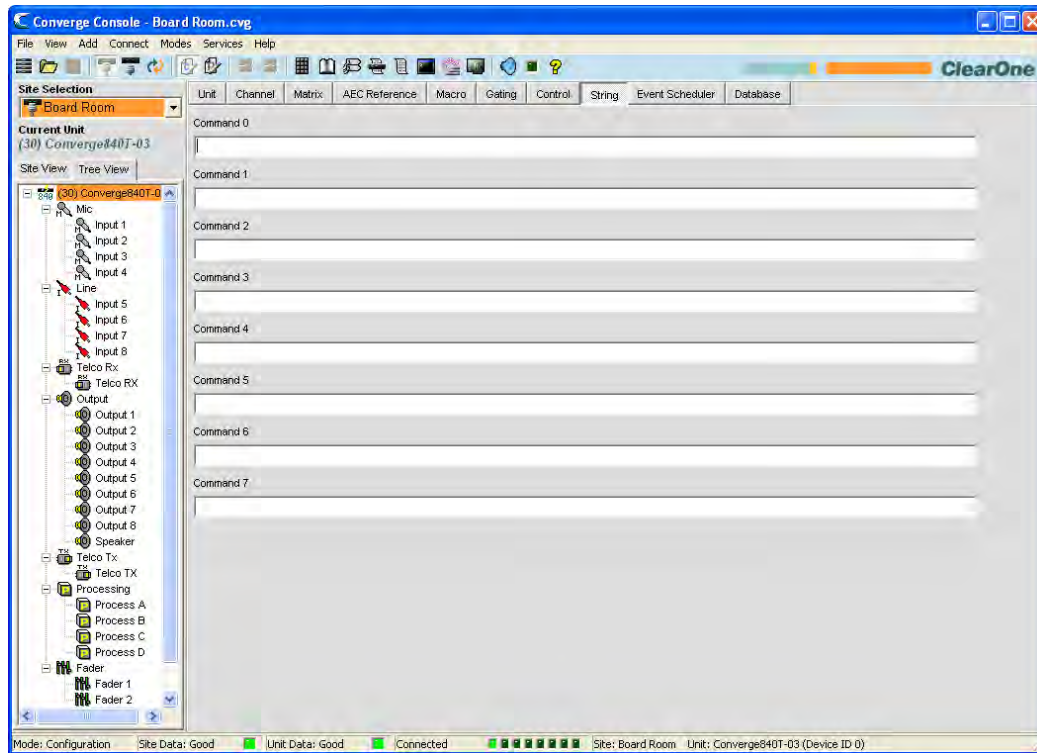 Converge Console - Board Room.cvg
File View Add Connect Modes Services Help
ClearOne
Site Selection
Board Room
Current Unit
(30) Converge840T-03
Site View Tree View
Unit Channel Matrix AEC Reference Macro Gating Control String Event Scheduler Database
(30) Converge840T-0
Mic
Input 1
Input 2
Input 3
Input 4
Line
Input 5
Input 6
Input 7
Input 8
Telco Rx
Telco RX
Output
Output 1
Output 2
Output 3
Output 4
Output 5
Output 6
Output 7
Output 8
Speaker
Telco Tx
Telco TX
Processing
Process A
Process B
Process C
Process D
Fader
Fader 1
Fader 2
Command 0
Command 1
Command 2
Command 3
Command 4
Command 5
Command 6
Command 7
Mode: Configuration Site Data: Good Unit Data: Good Connected Site: Board Room Unit: Converge840T-03 (Device ID 0)